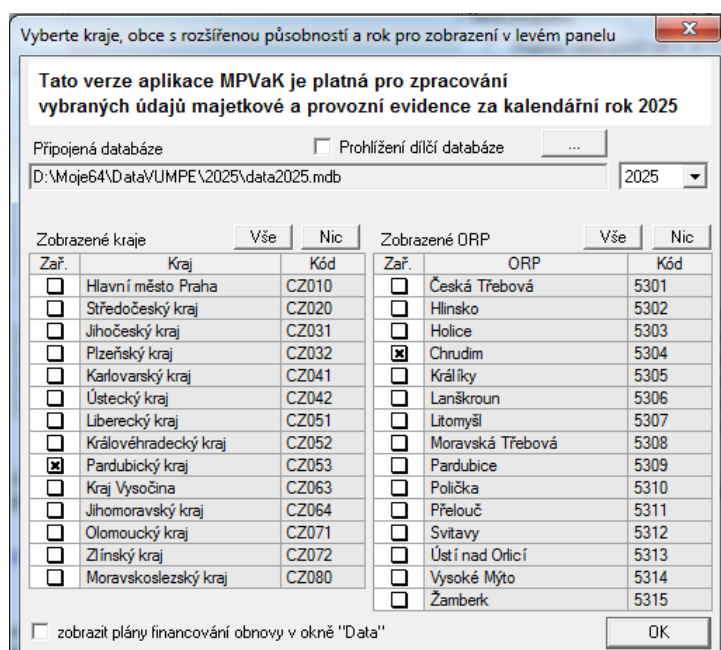 Vyberte kraje, obce s rozšířenou působností a rok pro zobrazení v levém panelu
Tato verze aplikace MPVaK je platná pro zpracování
vybraných údajů majetkové a provozní evidence za kalendářní rok 2025
Připojená databáze
Prohlížení dílčí databáze
...
D:\Moje64\DataVUMPE\2025\data2025.mdb
2025
Zobrazené kraje
Vše
Nic
Zař. Kraj Kód
Hlavní město Praha CZ010
Středočeský kraj CZ020
Jihočeský kraj CZ031
Plzeňský kraj CZ032
Karlovarský kraj CZ041
Ústecký kraj CZ042
Liberecký kraj CZ051
Královéhradecký kraj CZ052
Pardubický kraj CZ053
Kraj Vysočina CZ063
Jihomoravský kraj CZ064
Olomoucký kraj CZ071
Zlínský kraj CZ072
Moravskoslezský kraj CZ080
Zobrazené ORP
Vše
Nic
Zař. ORP Kód
Česká Třebová 5301
Hlinsko 5302
Holice 5303
Chrudim 5304
Králíky 5305
Lanškroun 5306
Litomyšl 5307
Moravská Třebová 5308
Pardubice 5309
Polička 5310
Přelouč 5311
Svitavy 5312
Ústí nad Orlicí 5313
Vysoké Mýto 5314
Žamberk 5315
zobrazit plány financování obnovy v okně "Data"
OK